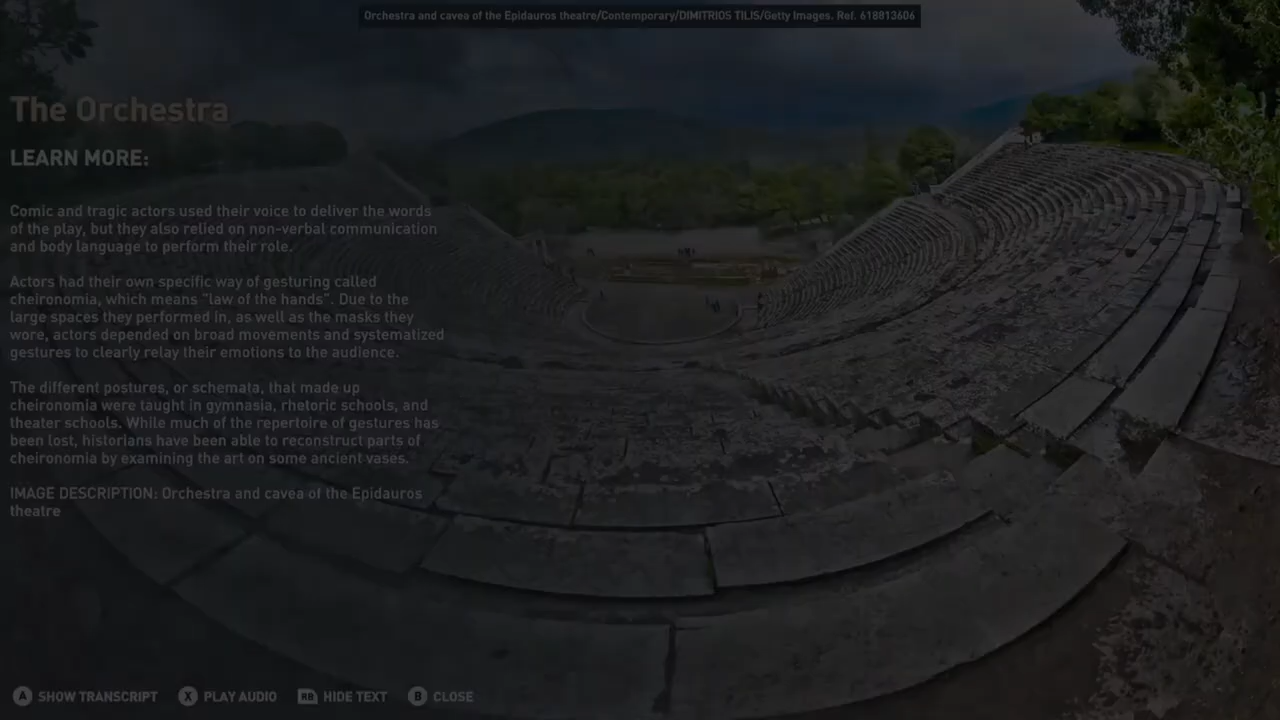 Orchestra and cavea of the Epidauros theatre/Contemporary/DIMITRIOS TILIS/Getty Images. Ref. 618813606
The Orchestra
LEARN MORE:
Comic and tragic actors used their voice to deliver the words
of the play, but they also relied on non-verbal communication
and body language to perform their role.
Actors had their own specific way of gesturing called
cheironomia, which means "law of the hands". Due to the
large spaces they performed in, as well as the masks they
wore, actors depended on broad movements and systematized
gestures to clearly relay their emotions to the audience.
The different postures, or schemata, that made up
cheironomia were taught in gymnasia, rhetoric schools, and
theater schools. While much of the repertoire of gestures has
been lost, historians have been able to reconstruct parts of
cheironomia by examining the art on some ancient vases.
IMAGE DESCRIPTION: Orchestra and cavea of the Epidauros
theatre
A SHOW TRANSCRIPT X PLAY AUDIO RB HIDE TEXT B CLOSE